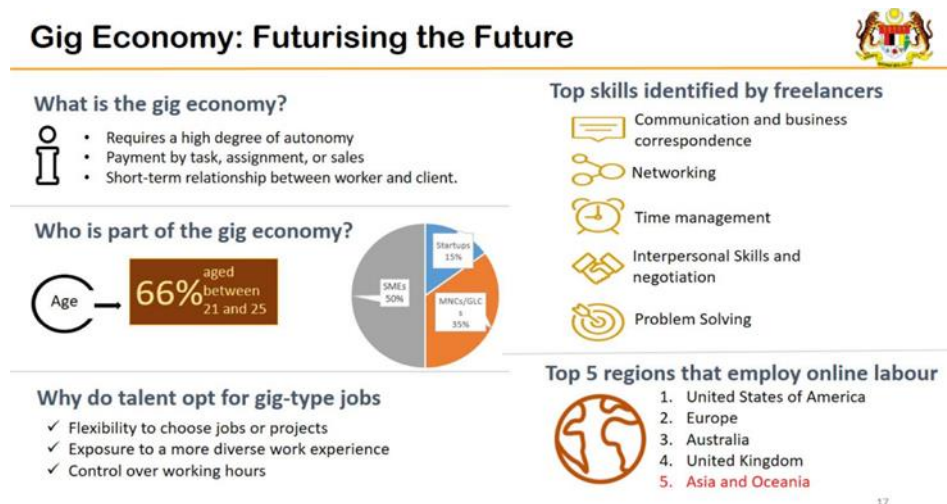 Gig Economy: Futurising the Future
What is the gig economy?
• Requires a high degree of autonomy
• Payment by task, assignment, or sales
• Short-term relationship between worker and client.
Who is part of the gig economy?
Age
66%
aged
between
21 and 25
Startups
15%
SMEs
50%
MNCs/GLC
s
35%
Why do talent opt for gig-type jobs
✓ Flexibility to choose jobs or projects
✓ Exposure to a more diverse work experience
✓ Control over working hours
Top skills identified by freelancers
Communication and business
correspondence
Networking
Time management
Interpersonal Skills and
negotiation
Problem Solving
Top 5 regions that employ online labour
1. United States of America
2. Europe
3. Australia
4. United Kingdom
5. Asia and Oceania
17